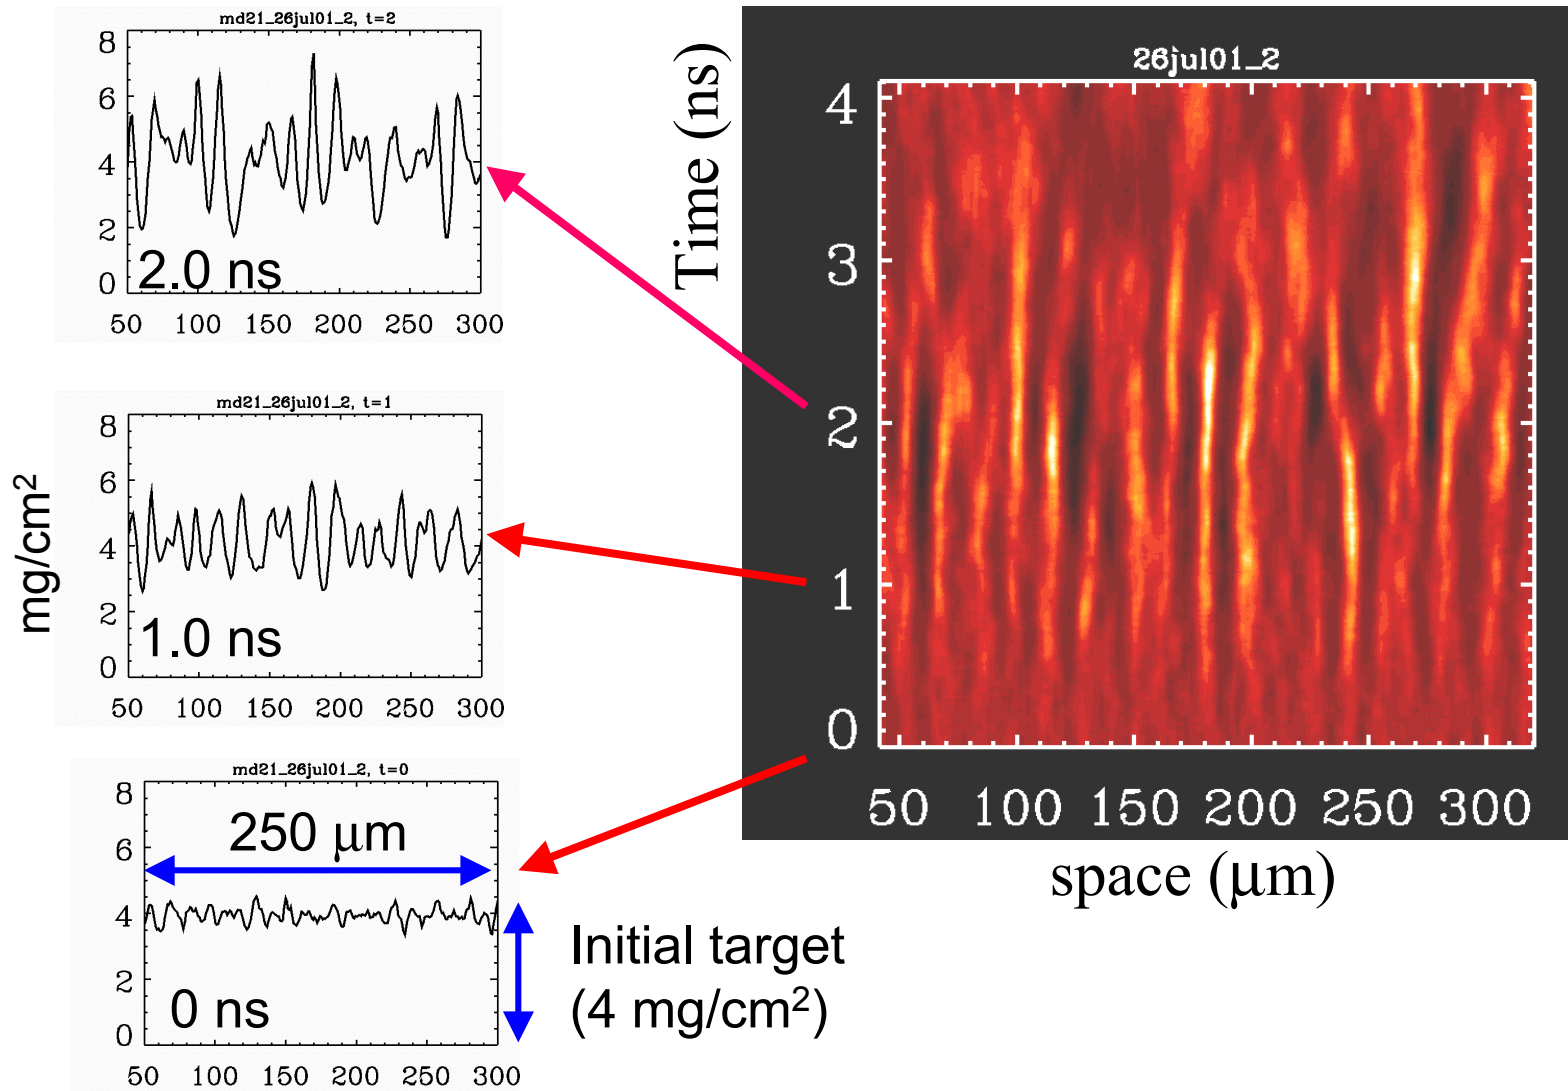 md21_26jul01_2, t=2
8
6
4
2
0
2.0 ns
50 100 150 200 250 300
md21_26jul01_2, t=1
8
6
4
2
0
1.0 ns
50 100 150 200 250 300
mg/cm²
md21_26jul01_2, t=0
8
6
4
2
0
250 μm
0 ns
50 100 150 200 250 300
Initial target
(4 mg/cm²)
26jul01_2
Time (ns)
4
3
2
1
0
50 100 150 200 250 300
space (μm)